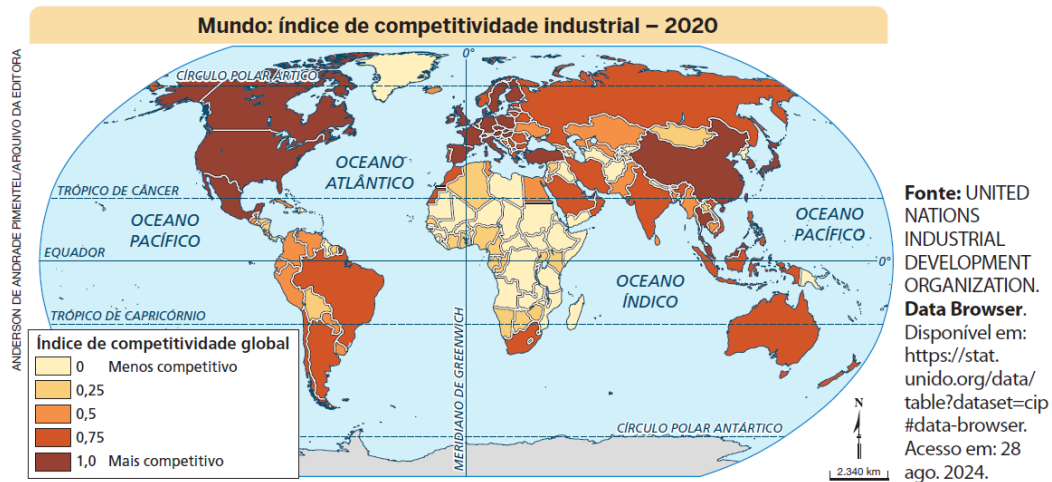 Mundo: índice de competitividade industrial – 2020
ANDERSON DE ANDRADE PIMENTEL/ARQUIVO DA EDITORA
0°
CÍRCULO POLAR ÁRTICO
OCEANO
ATLÂNTICO
TRÓPICO DE CÂNCER
OCEANO
PACÍFICO
OCEANO
PACÍFICO
EQUADOR
0°
OCEANO
ÍNDICO
TRÓPICO DE CAPRICÓRNIO
MERIDIANO DE GREENWICH
CÍRCULO POLAR ANTÁRTICO
Índice de competitividade global
0 Menos competitivo
0,25
0,5
0,75
1,0 Mais competitivo
N
2.340 km
Fonte: UNITED
NATIONS
INDUSTRIAL
DEVELOPMENT
ORGANIZATION.
Data Browser.
Disponível em:
https://stat.
unido.org/data/
table?dataset=cip
#data-browser.
Acesso em: 28
ago. 2024.